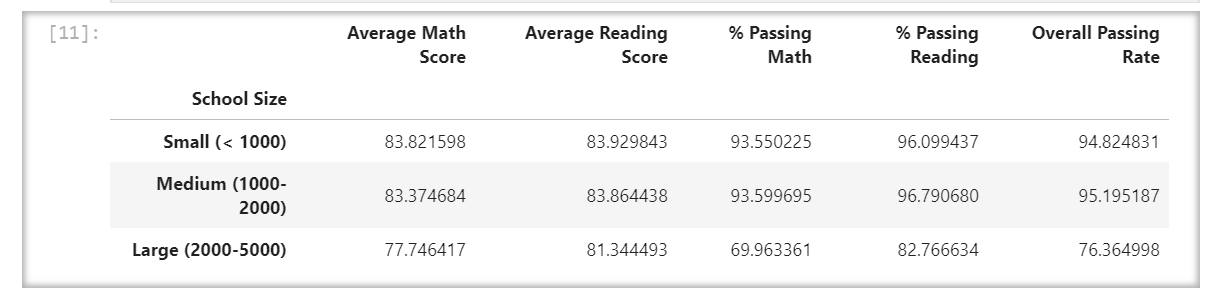 [11]:
Average Math Score Average Reading Score % Passing Math % Passing Reading Overall Passing Rate
School Size
Small (< 1000) 83.821598 83.929843 93.550225 96.099437 94.824831
Medium (1000-2000) 83.374684 83.864438 93.599695 96.790680 95.195187
Large (2000-5000) 77.746417 81.344493 69.963361 82.766634 76.364998